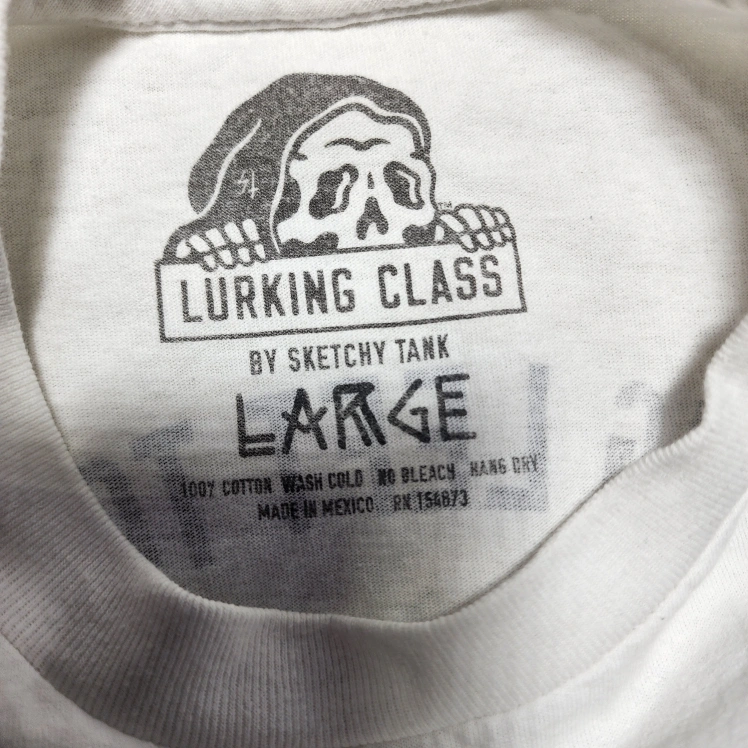 LURKING CLASS
BY SKETCHY TANK
LARGE
100% COTTON WASH COLD NO BLEACH HANG DRY
MADE IN MEXICO RN 154873